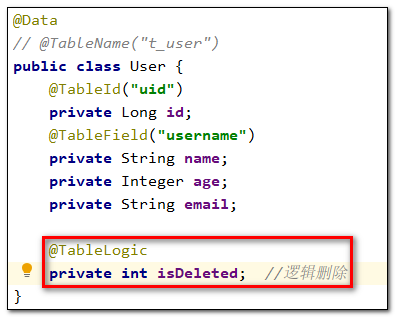 @Data
// @TableName("t_user")
public class User {
@TableId("uid")
private Long id;
@TableField("username")
private String name;
private Integer age;
private String email;
@TableLogic
private int isDeleted;  //逻辑删除
}